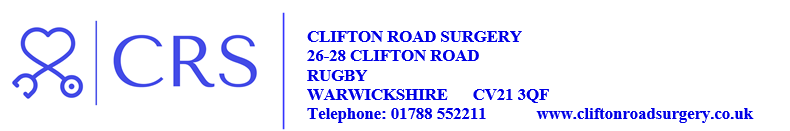 CRS
CLIFTON ROAD SURGERY
26-28 CLIFTON ROAD
RUGBY
WARWICKSHIRE CV21 3QF
Telephone: 01788 552211 www.cliftonroadsurgery.co.uk